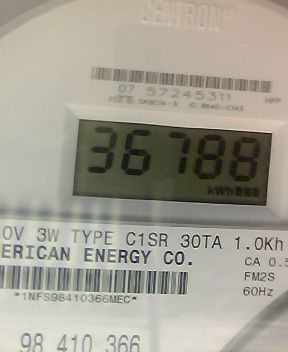 CENTRON®
07 57245311
36788
kWh
0V 3W TYPE C1SR 30TA 1.0Kh
ERICAN ENERGY CO.
CA 0.5
FM2S
*1NFS98410366MEC*
60Hz
98 410 366